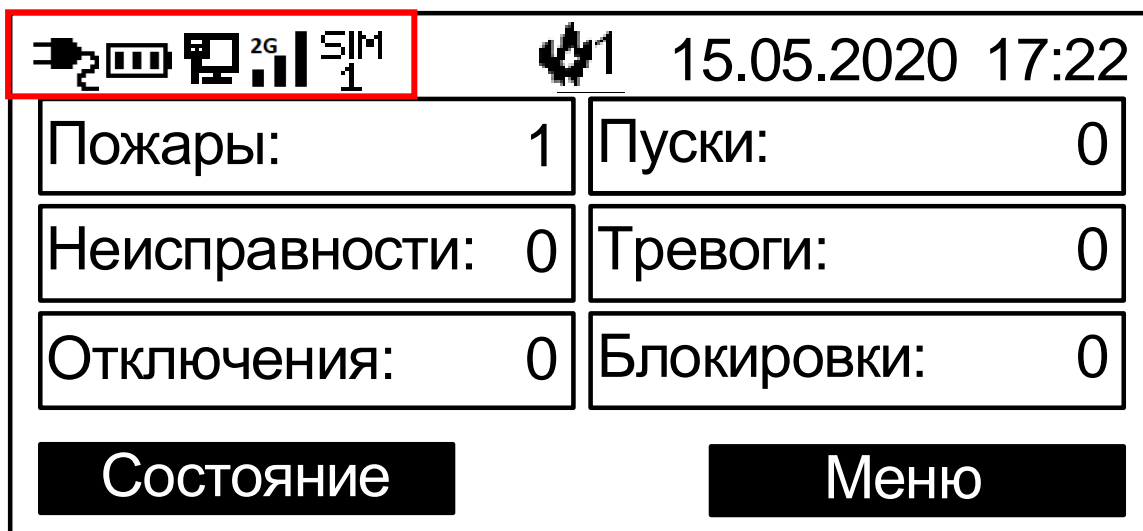 2G SIM 1 1 15.05.2020 17:22
Пожары: 1 Пуски: 0
Неисправности: 0 Тревоги: 0
Отключения: 0 Блокировки: 0
Состояние Меню